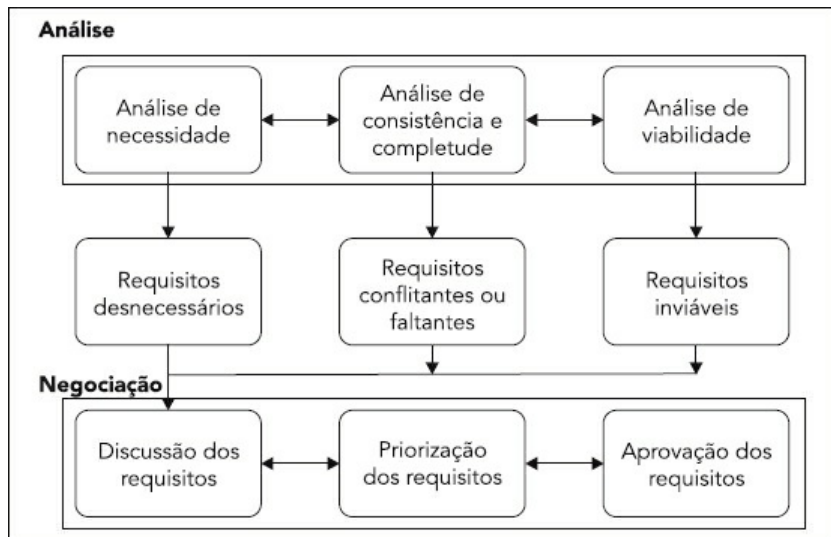 Análise
Análise de
necessidade
Análise de
consistência e
completude
Análise de
viabilidade
Requisitos
desnecessários
Requisitos
conflitantes ou
faltantes
Requisitos
inviáveis
Negociação
Discussão dos
requisitos
Priorização
dos requisitos
Aprovação dos
requisitos